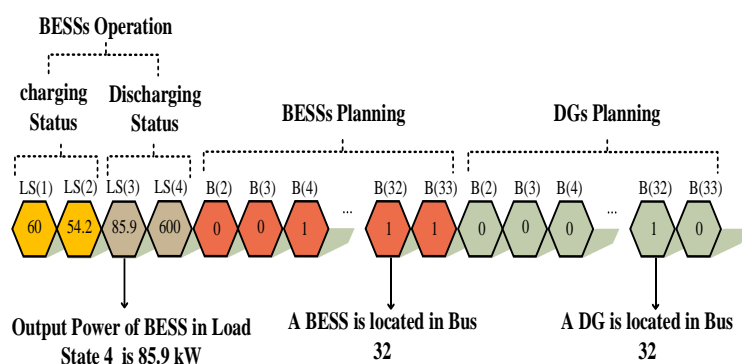 BESSs Operation
charging Status
Discharging Status
BESSs Planning
DGs Planning
LS(1) LS(2) LS(3) LS(4) B(2) B(3) B(4) B(32) B(33) B(2) B(3) B(4) B(32) B(33)
60 54.2 85.9 600 0 0 1 ... 1 1 0 0 0 ... 1 0
Output Power of BESS in Load
State 4 is 85.9 kW
A BESS is located in Bus
32
A DG is located in Bus
32